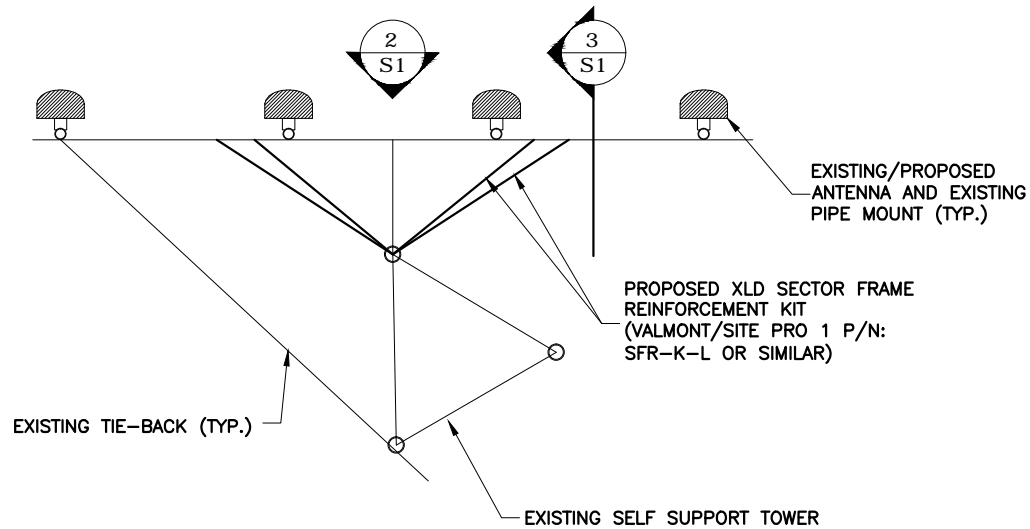 2
S1
3
S1
EXISTING/PROPOSED
ANTENNA AND EXISTING
PIPE MOUNT (TYP.)
PROPOSED XLD SECTOR FRAME
REINFORCEMENT KIT
(VALMONT/SITE PRO 1 P/N:
SFR-K-L OR SIMILAR)
EXISTING TIE-BACK (TYP.)
EXISTING SELF SUPPORT TOWER